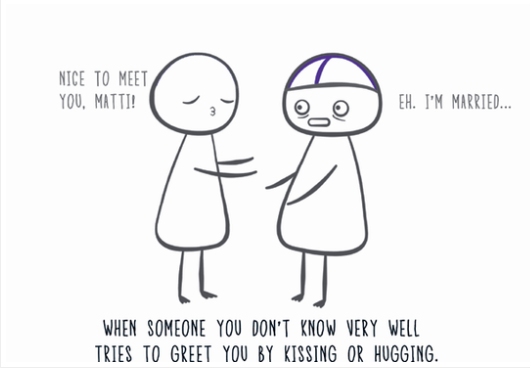 NICE TO MEET
YOU, MATTI!
EH. I'M MARRIED...
WHEN SOMEONE YOU DON'T KNOW VERY WELL
TRIES TO GREET YOU BY KISSING OR HUGGING.